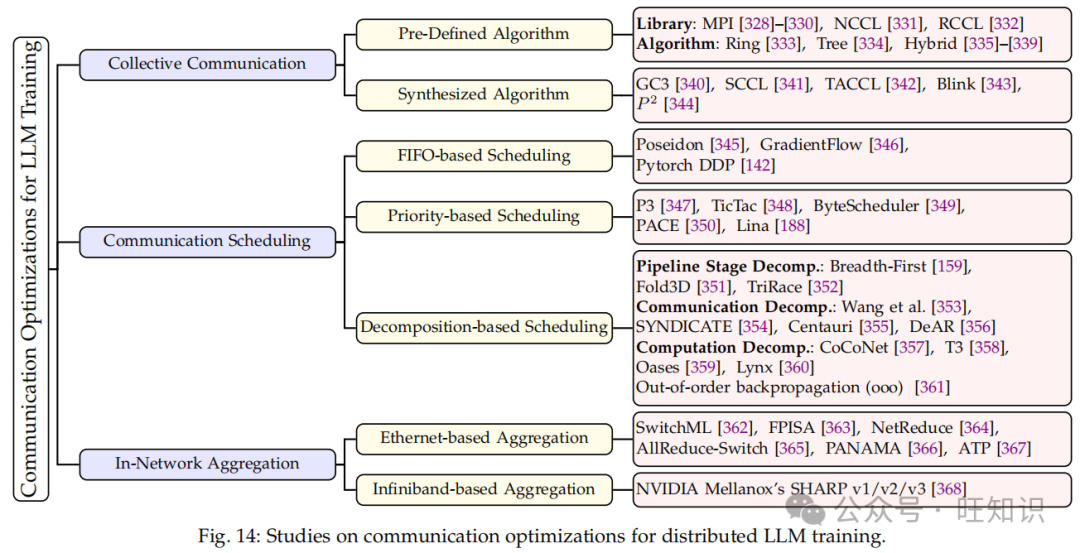 Communication Optimizations for LLM Training
Collective Communication
Pre-Defined Algorithm
Library: MPI [328]–[330], NCCL [331], RCCL [332]
Algorithm: Ring [333], Tree [334], Hybrid [335]–[339]
Synthesized Algorithm
GC3 [340], SCCL [341], TACCL [342], Blink [343],
P² [344]
Communication Scheduling
FIFO-based Scheduling
Poseidon [345], GradientFlow [346],
Pytorch DDP [142]
Priority-based Scheduling
P3 [347], TicTac [348], ByteScheduler [349],
PACE [350], Lina [188]
Decomposition-based Scheduling
Pipeline Stage Decomp.: Breadth-First [159],
Fold3D [351], TriRace [352]
Communication Decomp.: Wang et al. [353],
SYNDICATE [354], Centauri [355], DeAR [356]
Computation Decomp.: CoCoNet [357], T3 [358],
Oases [359], Lynx [360]
Out-of-order backpropagation (ooo) [361]
In-Network Aggregation
Ethernet-based Aggregation
SwitchML [362], FPISA [363], NetReduce [364],
AllReduce-Switch [365], PANAMA [366], ATP [367]
Infiniband-based Aggregation
NVIDIA Mellanox's SHARP v1/v2/v3 [368]
公众号·旺知识
Fig. 14: Studies on communication optimizations for distributed LLM training.